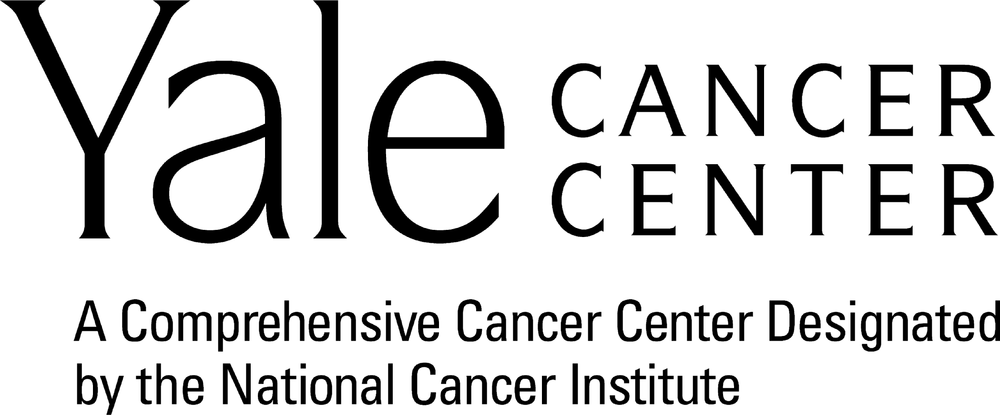 Yale CANCER
CENTER
A Comprehensive Cancer Center Designated
by the National Cancer Institute